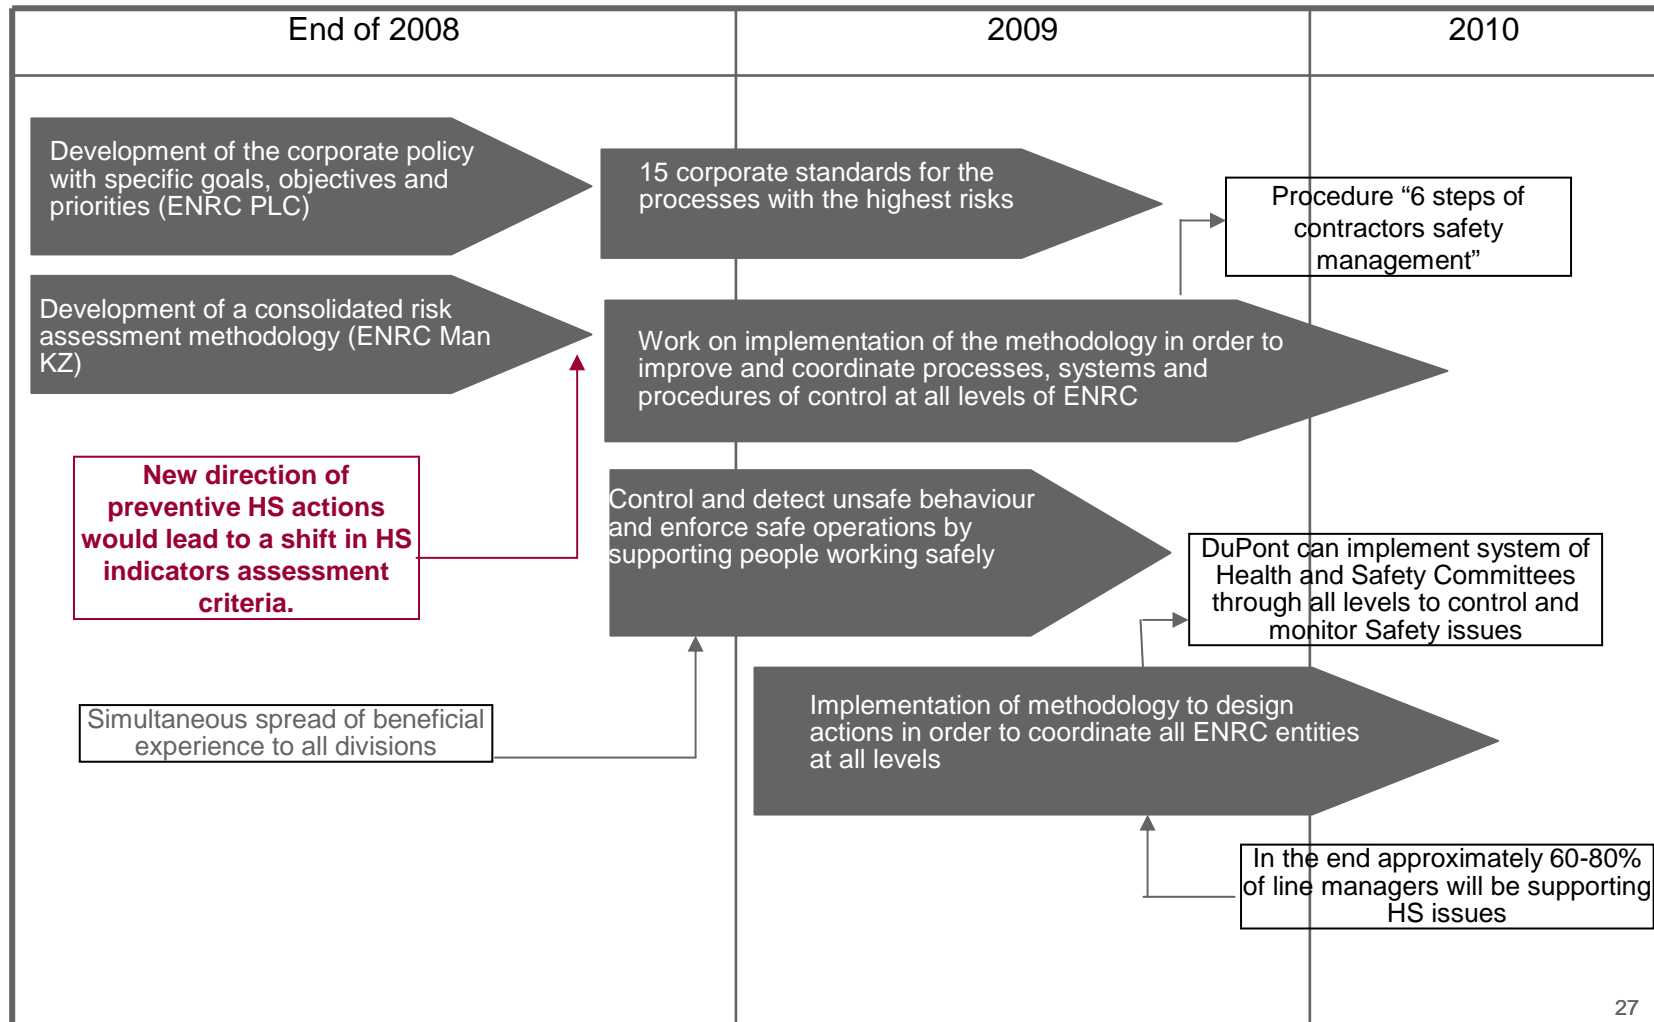 End of 2008
2009
2010
Development of the corporate policy
with specific goals, objectives and
priorities (ENRC PLC)
15 corporate standards for the
processes with the highest risks
Procedure “6 steps of
contractors safety
management”
Development of a consolidated risk
assessment methodology (ENRC Man
KZ)
Work on implementation of the methodology in order to
improve and coordinate processes, systems and
procedures of control at all levels of ENRC
New direction of
preventive HS actions
would lead to a shift in HS
indicators assessment
criteria.
Control and detect unsafe behaviour
and enforce safe operations by
supporting people working safely
DuPont can implement system of
Health and Safety Committees
through all levels to control and
monitor Safety issues
Simultaneous spread of beneficial
experience to all divisions
Implementation of methodology to design
actions in order to coordinate all ENRC entities
at all levels
In the end approximately 60-80%
of line managers will be supporting
HS issues
27